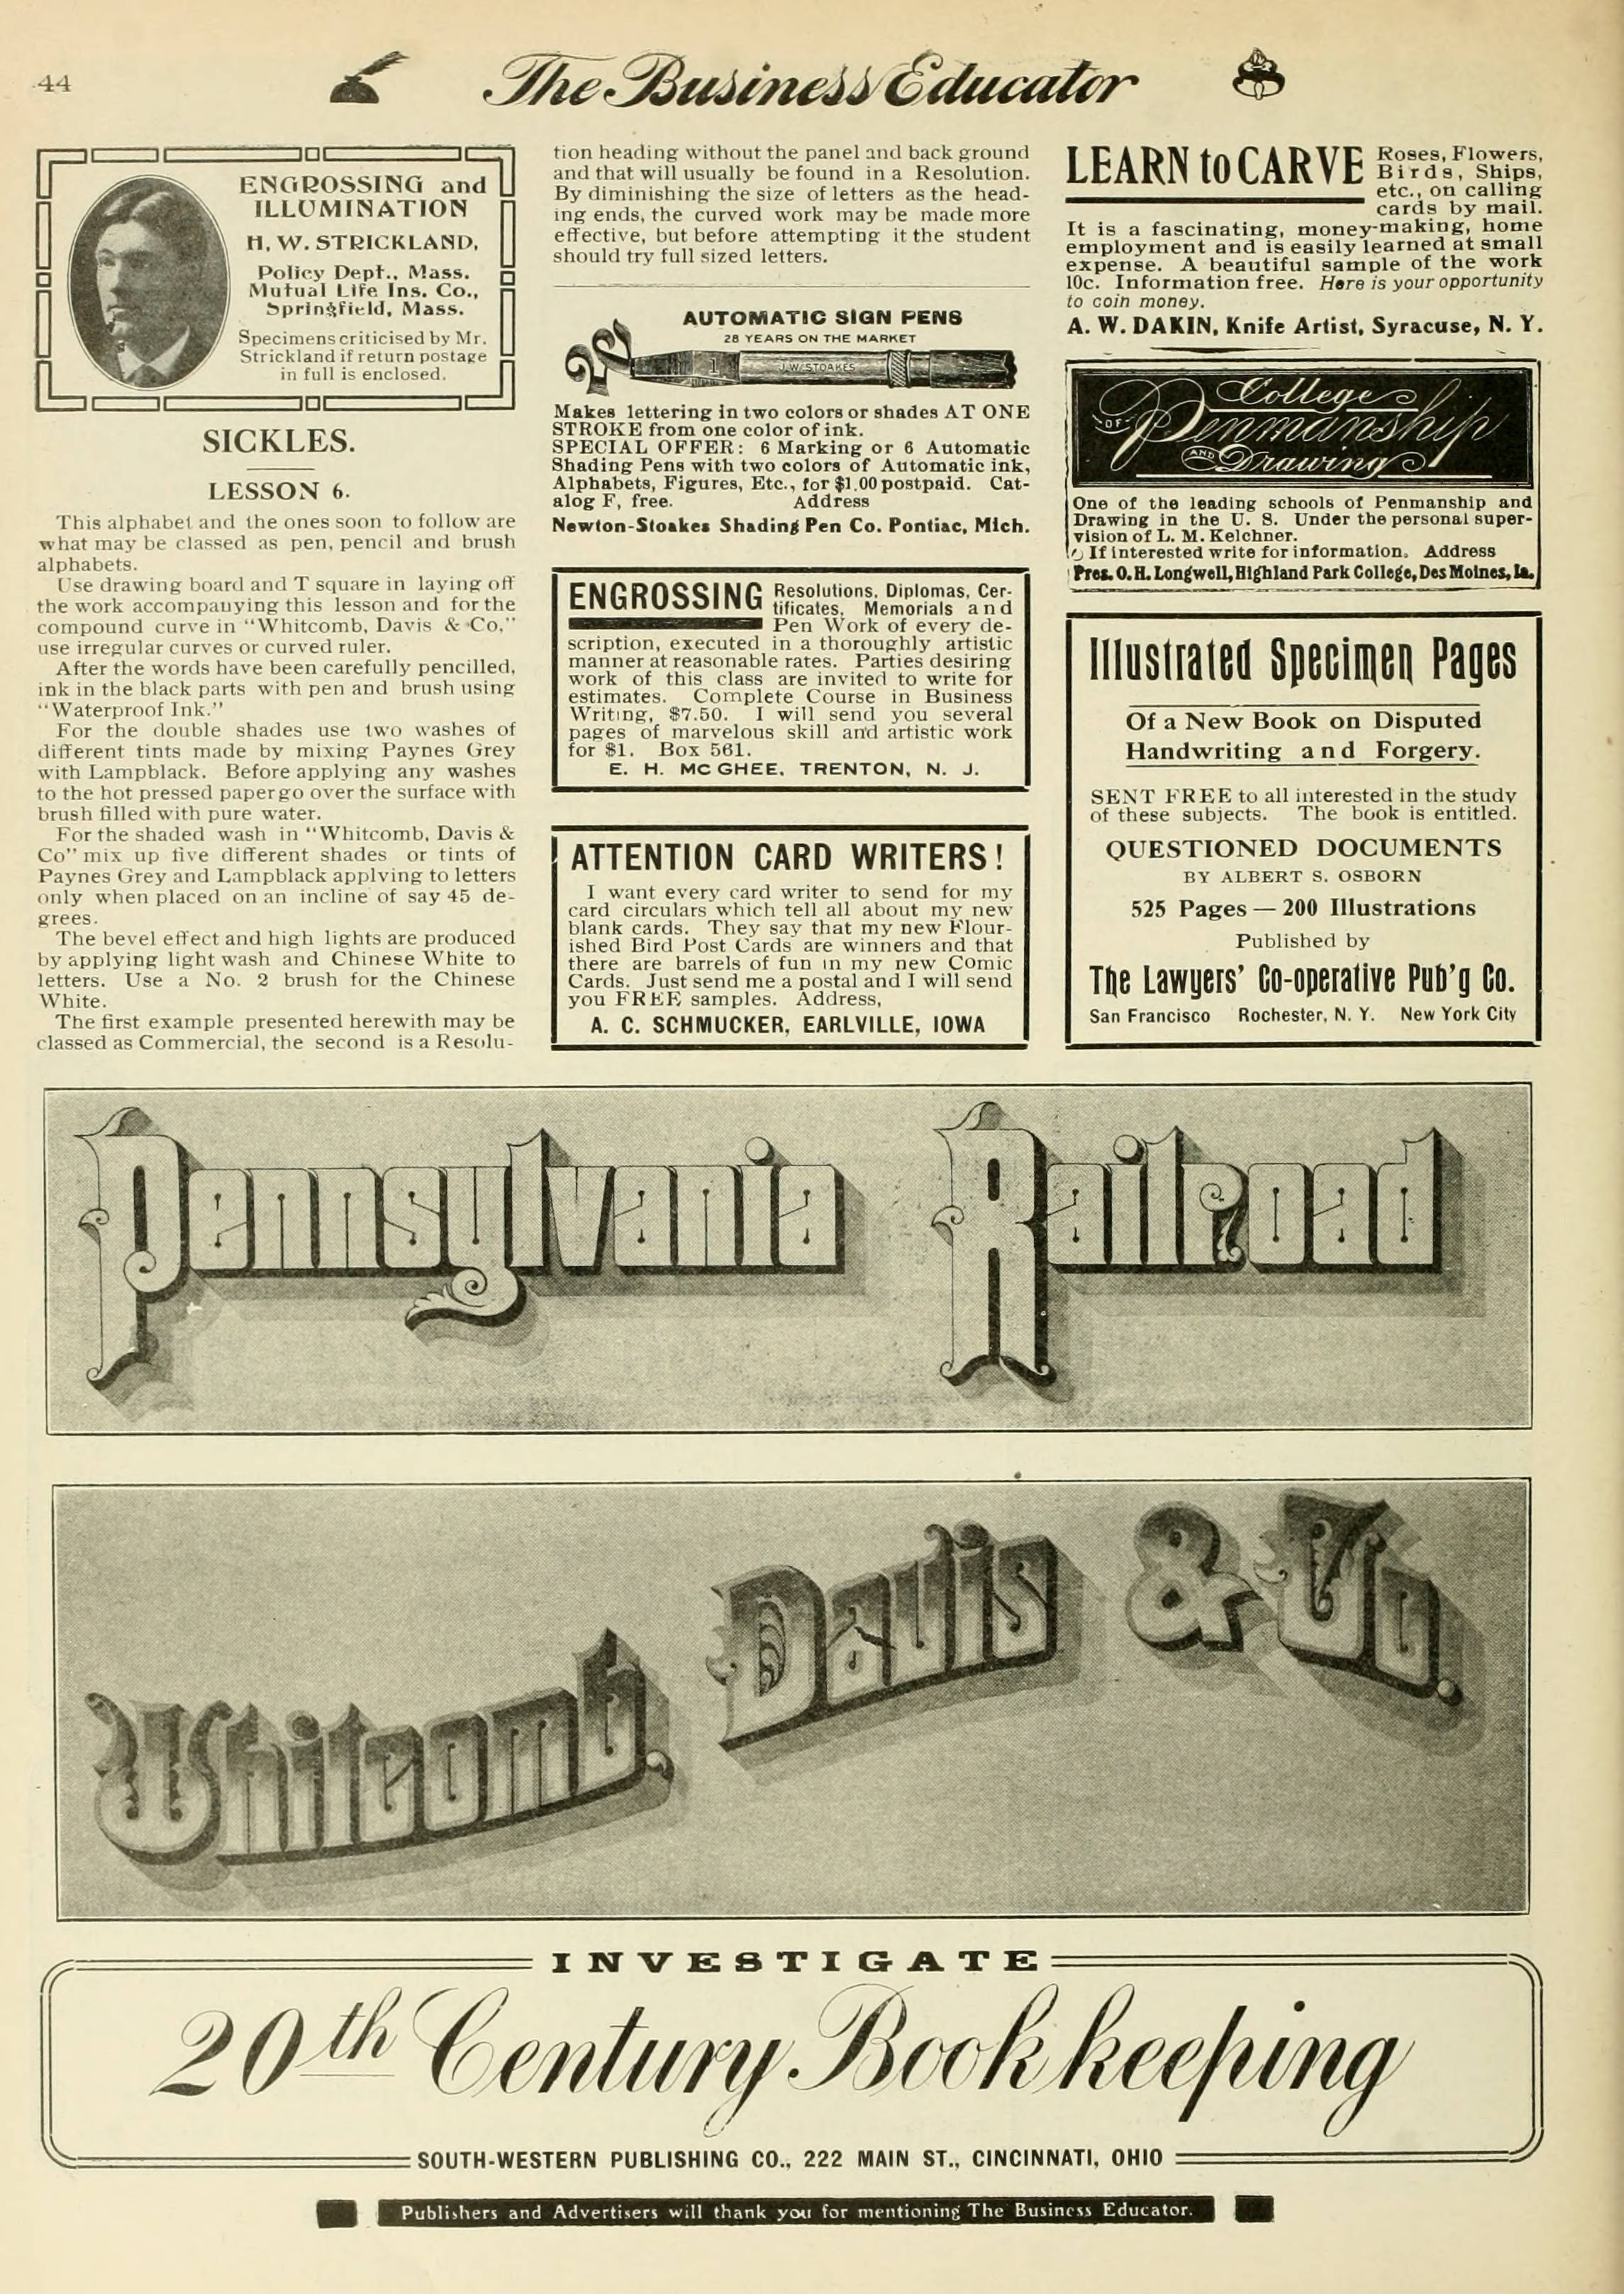 44
The Business Educator
ENGROSSING and
ILLUMINATION
H. W. STRICKLAND,
Policy Dept., Mass.
Mutual Life Ins. Co.,
Springfield, Mass.
Specimens criticised by Mr.
Strickland if return postage
in full is enclosed.
SICKLES.
LESSON 6.
This alphabet and the ones soon to follow are
what may be classed as pen, pencil and brush
alphabets.
Use drawing board and T square in laying off
the work accompanying this lesson and for the
compound curve in "Whitcomb, Davis & Co,"
use irregular curves or curved ruler.
After the words have been carefully pencilled,
ink in the black parts with pen and brush using
"Waterproof Ink."
For the double shades use two washes of
different tints made by mixing Paynes Grey
with Lampblack. Before applying any washes
to the hot pressed paper go over the surface with
brush filled with pure water.
For the shaded wash in "Whitcomb, Davis &
Co" mix up five different shades or tints of
Paynes Grey and Lampblack applying to letters
only when placed on an incline of say 45 de-
grees.
The bevel effect and high lights are produced
by applying light wash and Chinese White to
letters. Use a No. 2 brush for the Chinese
White.
The first example presented herewith may be
classed as Commercial, the second is a Resolu-
tion heading without the panel and back ground
and that will usually be found in a Resolution.
By diminishing the size of letters as the head-
ing ends, the curved work may be made more
effective, but before attempting it the student
should try full sized letters.
AUTOMATIC SIGN PENS
28 YEARS ON THE MARKET
1 J.W. STOAKES
Makes lettering in two colors or shades AT ONE
STROKE from one color of ink.
SPECIAL OFFER: 6 Marking or 6 Automatic
Shading Pens with two colors of Automatic ink,
Alphabets, Figures, Etc., for $1.00 postpaid. Cat-
alog F, free. Address
Newton-Stoakes Shading Pen Co. Pontiac, Mich.
ENGROSSING Resolutions, Diplomas, Cer-
tificates, Memorials and
Pen Work of every de-
scription, executed in a thoroughly artistic
manner at reasonable rates. Parties desiring
work of this class are invited to write for
estimates. Complete Course in Business
Writing, $7.50. I will send you several
pages of marvelous skill and artistic work
for $1. Box 561.
E. H. McGHEE, TRENTON, N. J.
ATTENTION CARD WRITERS!
I want every card writer to send for my
card circulars which tell all about my new
blank cards. They say that my new Flour-
ished Bird Post Cards are winners and that
there are barrels of fun in my new Comic
Cards. Just send me a postal and I will send
you FREE samples. Address,
A. C. SCHMUCKER, EARLVILLE, IOWA
LEARN to CARVE Roses, Flowers,
Birds, Ships,
etc., on calling
cards by mail.
It is a fascinating, money-making, home
employment and is easily learned at small
expense. A beautiful sample of the work
10c. Information free. Here is your opportunity
to coin money.
A. W. DAKIN, Knife Artist, Syracuse, N. Y.
College
OF Penmanship
AND Drawing
One of the leading schools of Penmanship and
Drawing in the U. S. Under the personal super-
vision of L. M. Kelchner.
If interested write for information. Address
Pres. O. H. Longwell, Highland Park College, Des Moines, Ia.
Illustrated Specimen Pages
Of a New Book on Disputed
Handwriting and Forgery.
SENT FREE to all interested in the study
of these subjects. The book is entitled.
QUESTIONED DOCUMENTS
BY ALBERT S. OSBORN
525 Pages — 200 Illustrations
Published by
The Lawyers' Co-operative Pub'g Co.
San Francisco Rochester, N. Y. New York City
Pennsylvania Railroad
Whitcomb, Davis & Co.
INVESTIGATE
20th Century Bookkeeping
SOUTH-WESTERN PUBLISHING CO., 222 MAIN ST., CINCINNATI, OHIO
Publishers and Advertisers will thank you for mentioning The Business Educator.